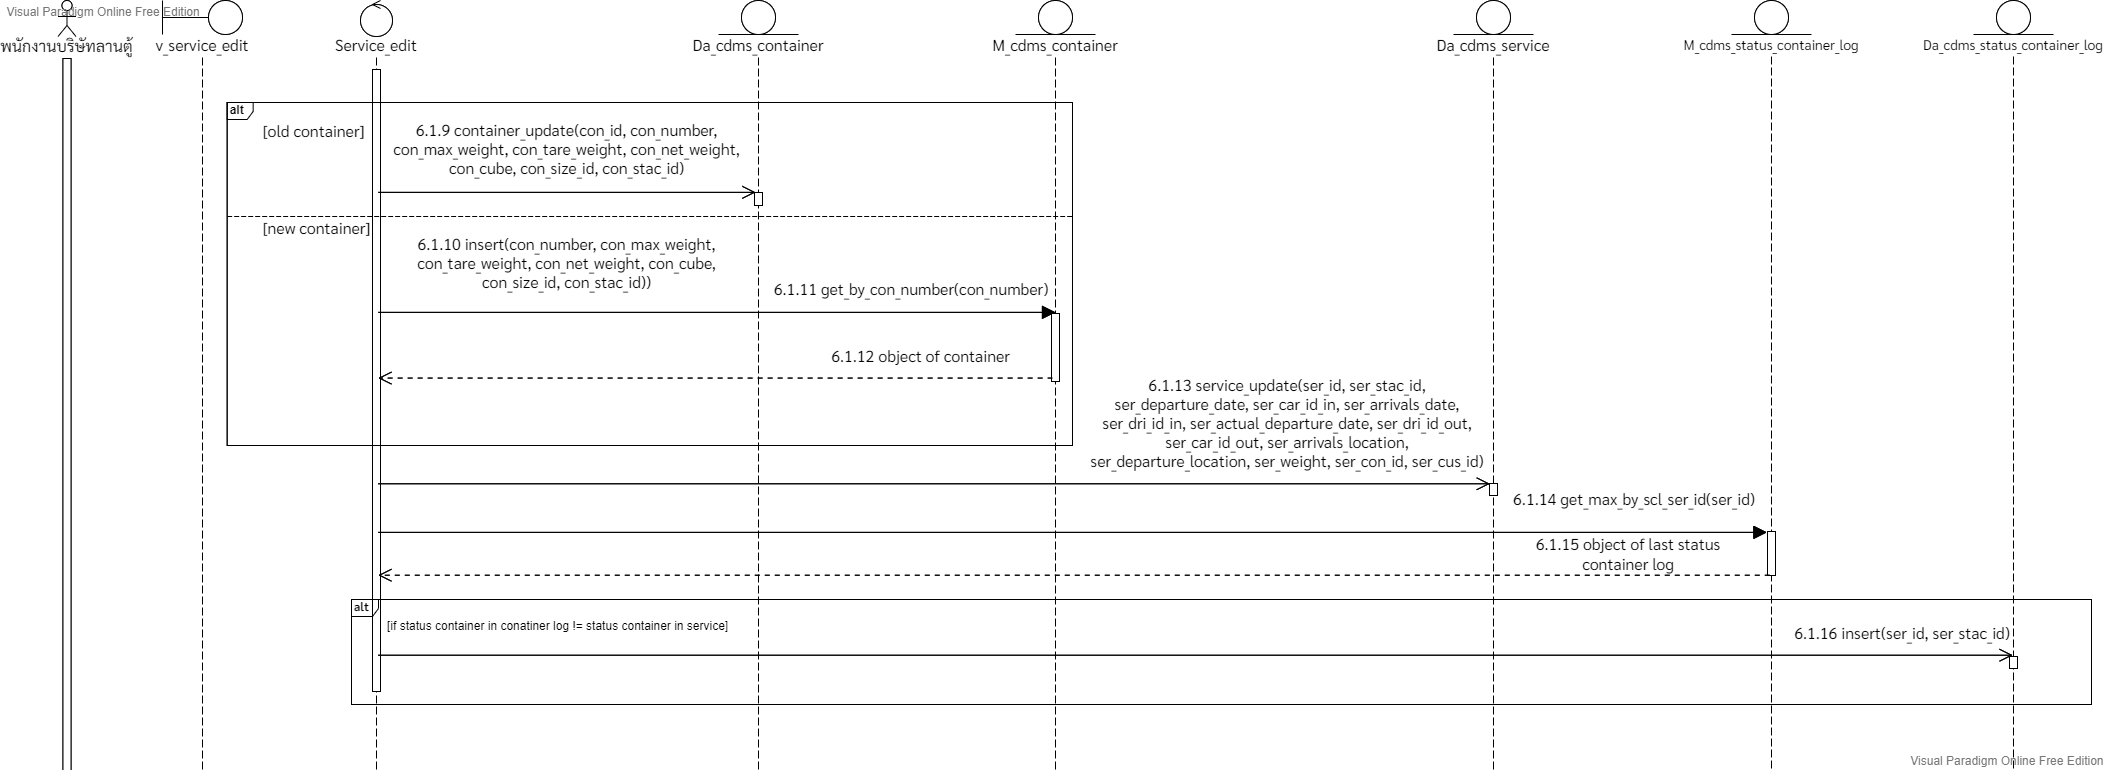 Visual Paradigm Online Free Edition
พนักงานบริษัทลานตู้
v_service_edit
Service_edit
Da_cdms_container
M_cdms_container
Da_cdms_service
M_cdms_status_container_log
Da_cdms_status_container_log
alt
[old container]
6.1.9 container_update(con_id, con_number,
con_max_weight, con_tare_weight, con_net_weight,
con_cube, con_size_id, con_stac_id)
[new container]
6.1.10 insert(con_number, con_max_weight,
con_tare_weight, con_net_weight, con_cube,
con_size_id, con_stac_id))
6.1.11 get_by_con_number(con_number)
6.1.12 object of container
6.1.13 service_update(ser_id, ser_stac_id,
ser_departure_date, ser_car_id_in, ser_arrivals_date,
ser_dri_id_in, ser_actual_departure_date, ser_dri_id_out,
ser_car_id_out, ser_arrivals_location,
ser_departure_location, ser_weight, ser_con_id, ser_cus_id)
6.1.14 get_max_by_scl_ser_id(ser_id)
6.1.15 object of last status
container log
alt
[if status container in conatiner log != status container in service]
6.1.16 insert(ser_id, ser_stac_id)
Visual Paradigm Online Free Edition